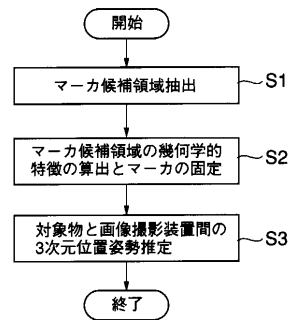 開始
マーカ候補領域抽出
S1
マーカ候補領域の幾何学的
特徴の算出とマーカの固定
S2
対象物と画像撮影装置間の
3次元位置姿勢推定
S3
終了